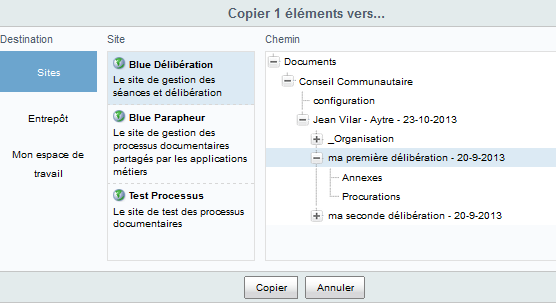 Copier 1 éléments vers...
Destination
Sites
Entrepôt
Mon espace de
travail
Site
Blue Délibération
Le site de gestion des
séances et délibération
Blue Parapheur
Le site de gestion des
processus documentaires
partagés par les applications
métiers
Test Processus
Le site de test des processus
documentaires
Chemin
Documents
Conseil Communautaire
configuration
Jean Vilar - Aytre - 23-10-2013
_Organisation
ma première délibération - 20-9-2013
Annexes
Procurations
ma seconde délibération - 20-9-2013
Copier
Annuler